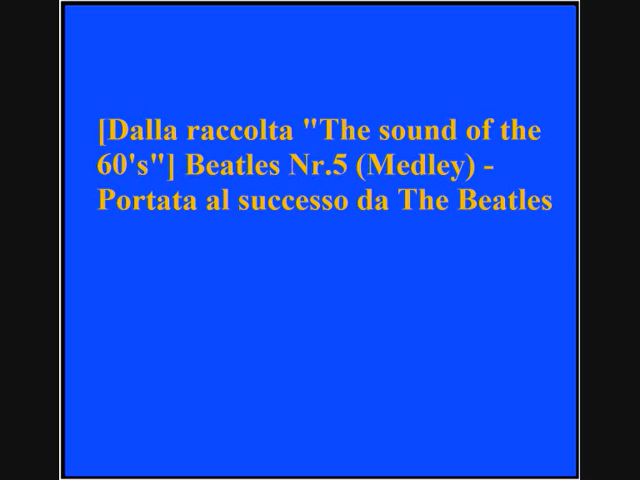 [Dalla raccolta "The sound of the
60's"] Beatles Nr.5 (Medley) -
Portata al successo da The Beatles